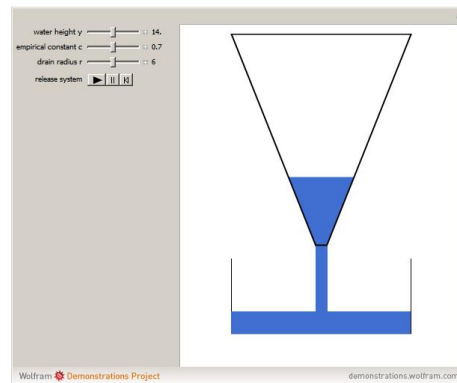 water height y 14.
empirical constant c 0.7
drain radius r 6
release system
Wolfram Demonstrations Project
demonstrations.wolfram.com